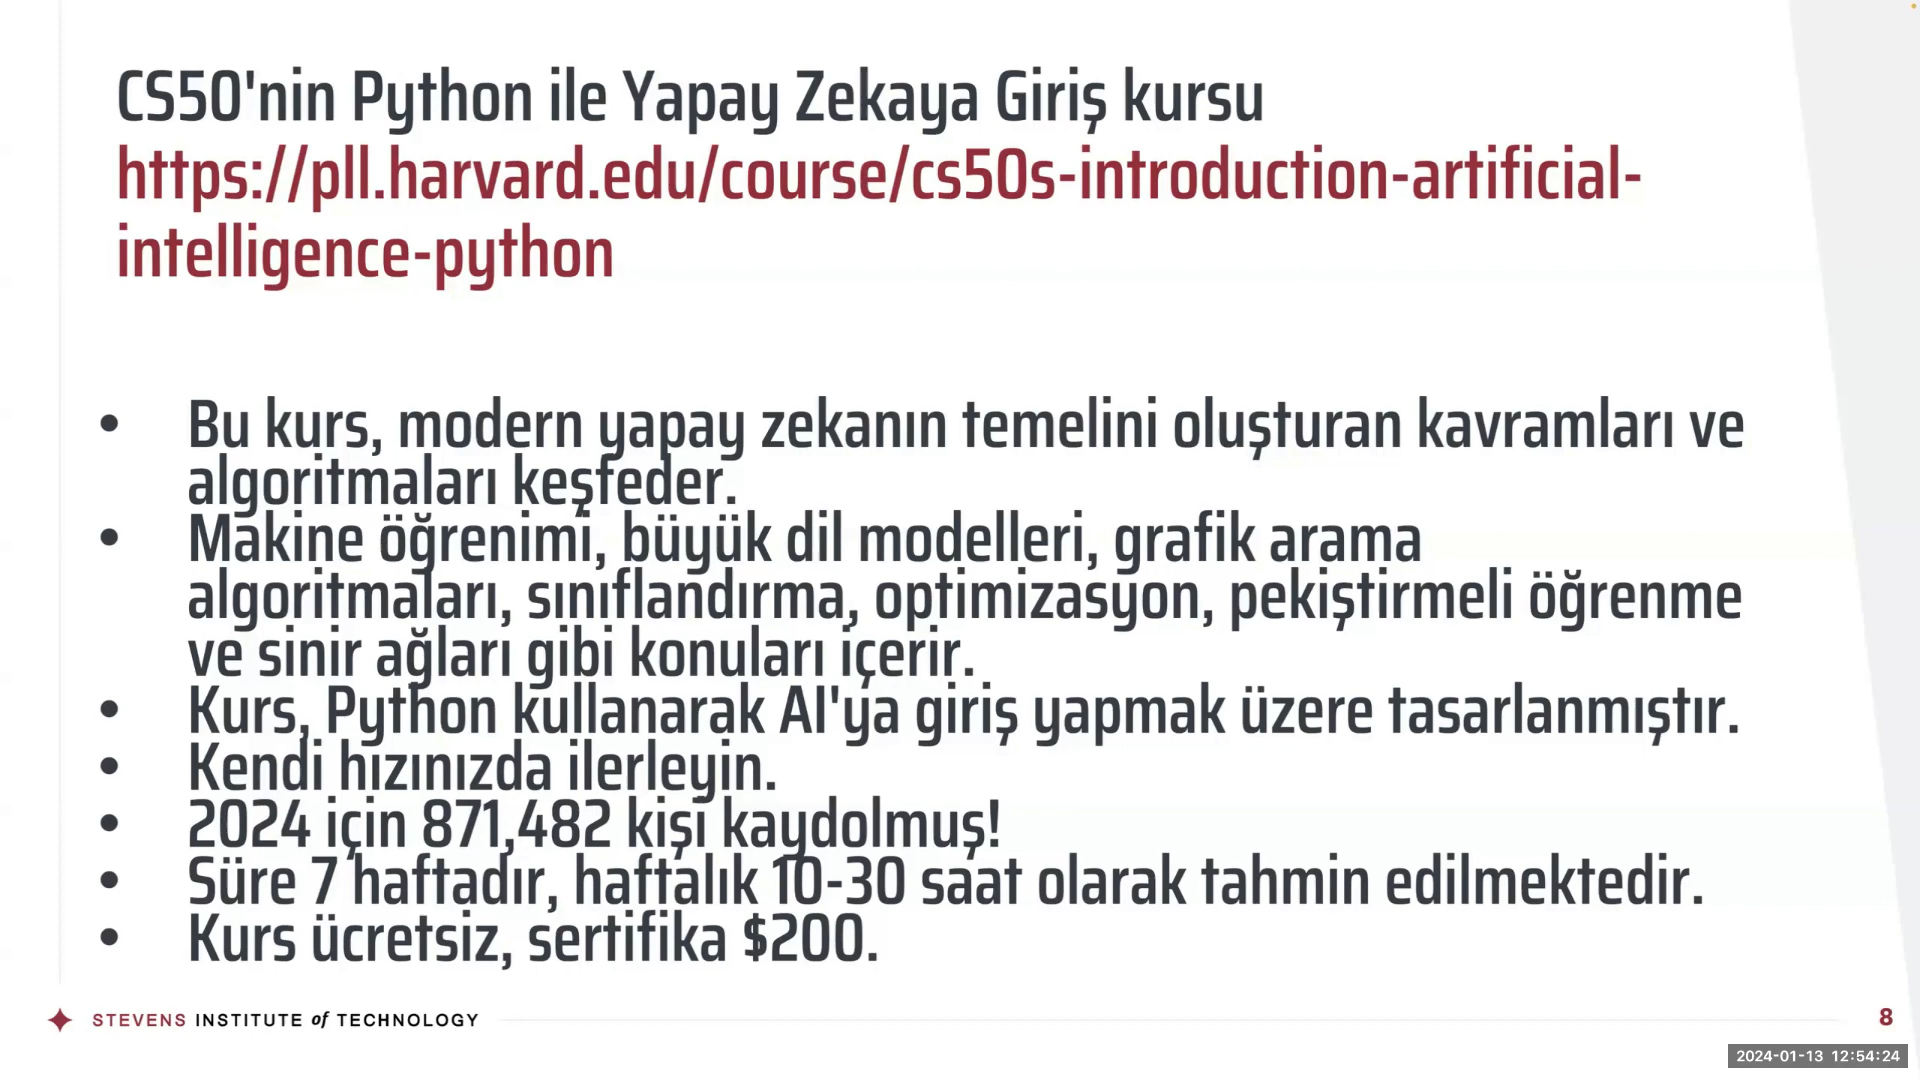 CS50'nin Python ile Yapay Zekaya Giriş kursu
https://pll.harvard.edu/course/cs50s-introduction-artificial-
intelligence-python
• Bu kurs, modern yapay zekanın temelini oluşturan kavramları ve
algoritmaları keşfeder.
• Makine öğrenimi, büyük dil modelleri, grafik arama
algoritmaları, sınıflandırma, optimizasyon, pekiştirmeli öğrenme
ve sinir ağları gibi konuları içerir.
• Kurs, Python kullanarak AI'ya giriş yapmak üzere tasarlanmıştır.
• Kendi hızınızda ilerleyin.
• 2024 için 871,482 kişi kaydolmuş!
• Süre 7 haftadır, haftalık 10-30 saat olarak tahmin edilmektedir.
• Kurs ücretsiz, sertifika $200.
STEVENS INSTITUTE of TECHNOLOGY
8
2024-01-13 12:54:24